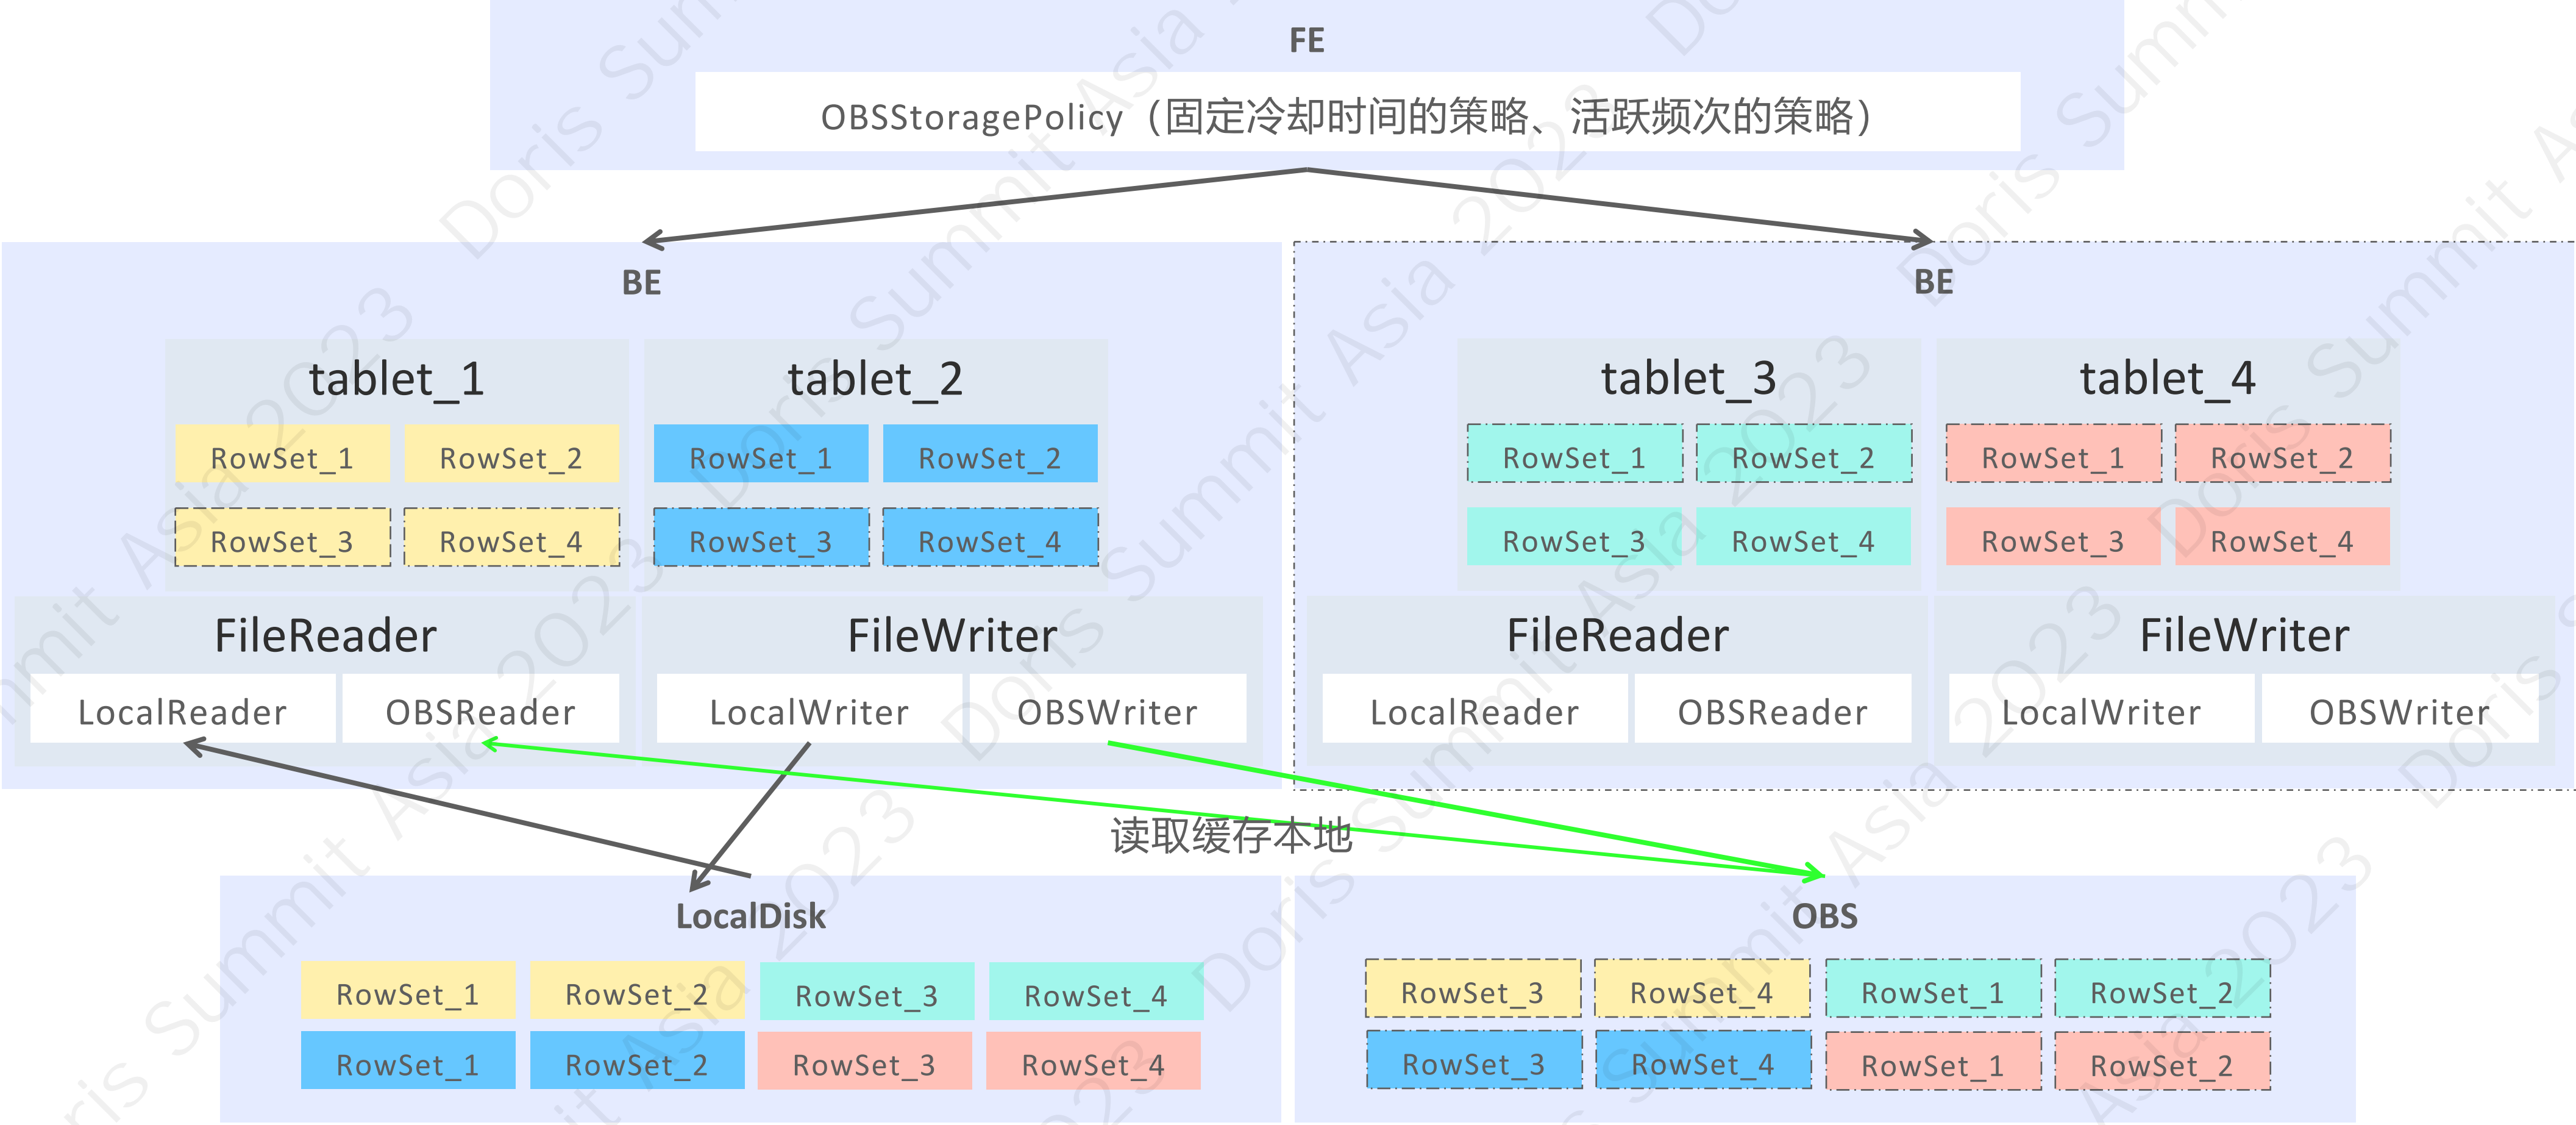 FE
OBSStoragePolicy（固定冷却时间的策略、活跃频次的策略）
BE
BE
tablet_1
tablet_2
tablet_3
tablet_4
RowSet_1 RowSet_2 RowSet_1 RowSet_2 RowSet_1 RowSet_2 RowSet_1 RowSet_2
RowSet_3 RowSet_4 RowSet_3 RowSet_4 RowSet_3 RowSet_4 RowSet_3 RowSet_4
FileReader
FileWriter
FileReader
FileWriter
LocalReader OBSReader LocalWriter OBSWriter LocalReader OBSReader LocalWriter OBSWriter
读取缓存本地
LocalDisk
OBS
RowSet_1 RowSet_2 RowSet_3 RowSet_4 RowSet_3 RowSet_4 RowSet_1 RowSet_2
RowSet_1 RowSet_2 RowSet_3 RowSet_4 RowSet_3 RowSet_4 RowSet_1 RowSet_2
Doris Summit Asia 2023